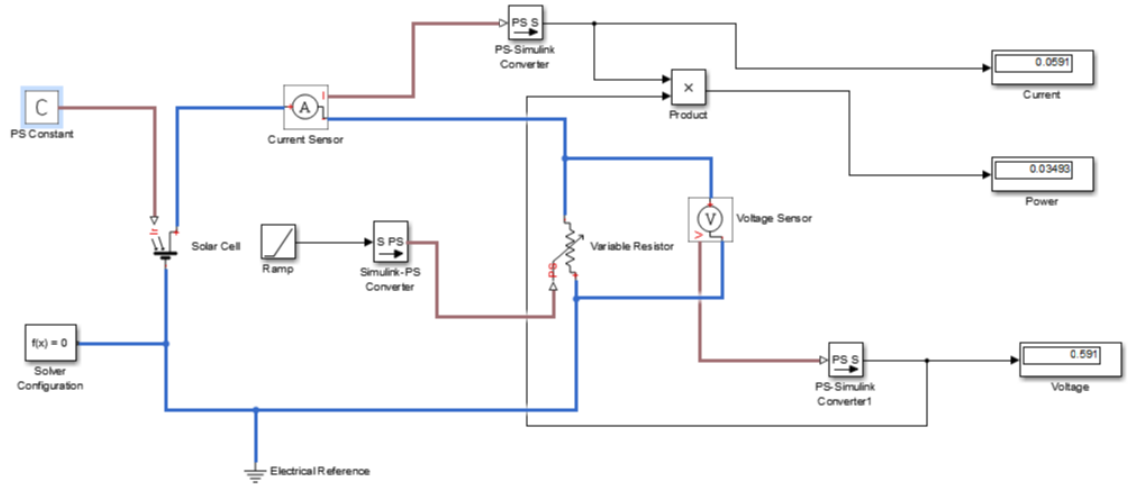 PS S
PS-Simulink
Converter
0.0591
Current
C
PS Constant
A
I
Current Sensor
×
Product
0.03493
Power
Ir
Solar Cell
Ramp
S PS
Simulink-PS
Converter
PS
Variable Resistor
V
V
Voltage Sensor
f(x) = 0
Solver
Configuration
PS S
PS-Simulink
Converter1
0.591
Voltage
Electrical Reference